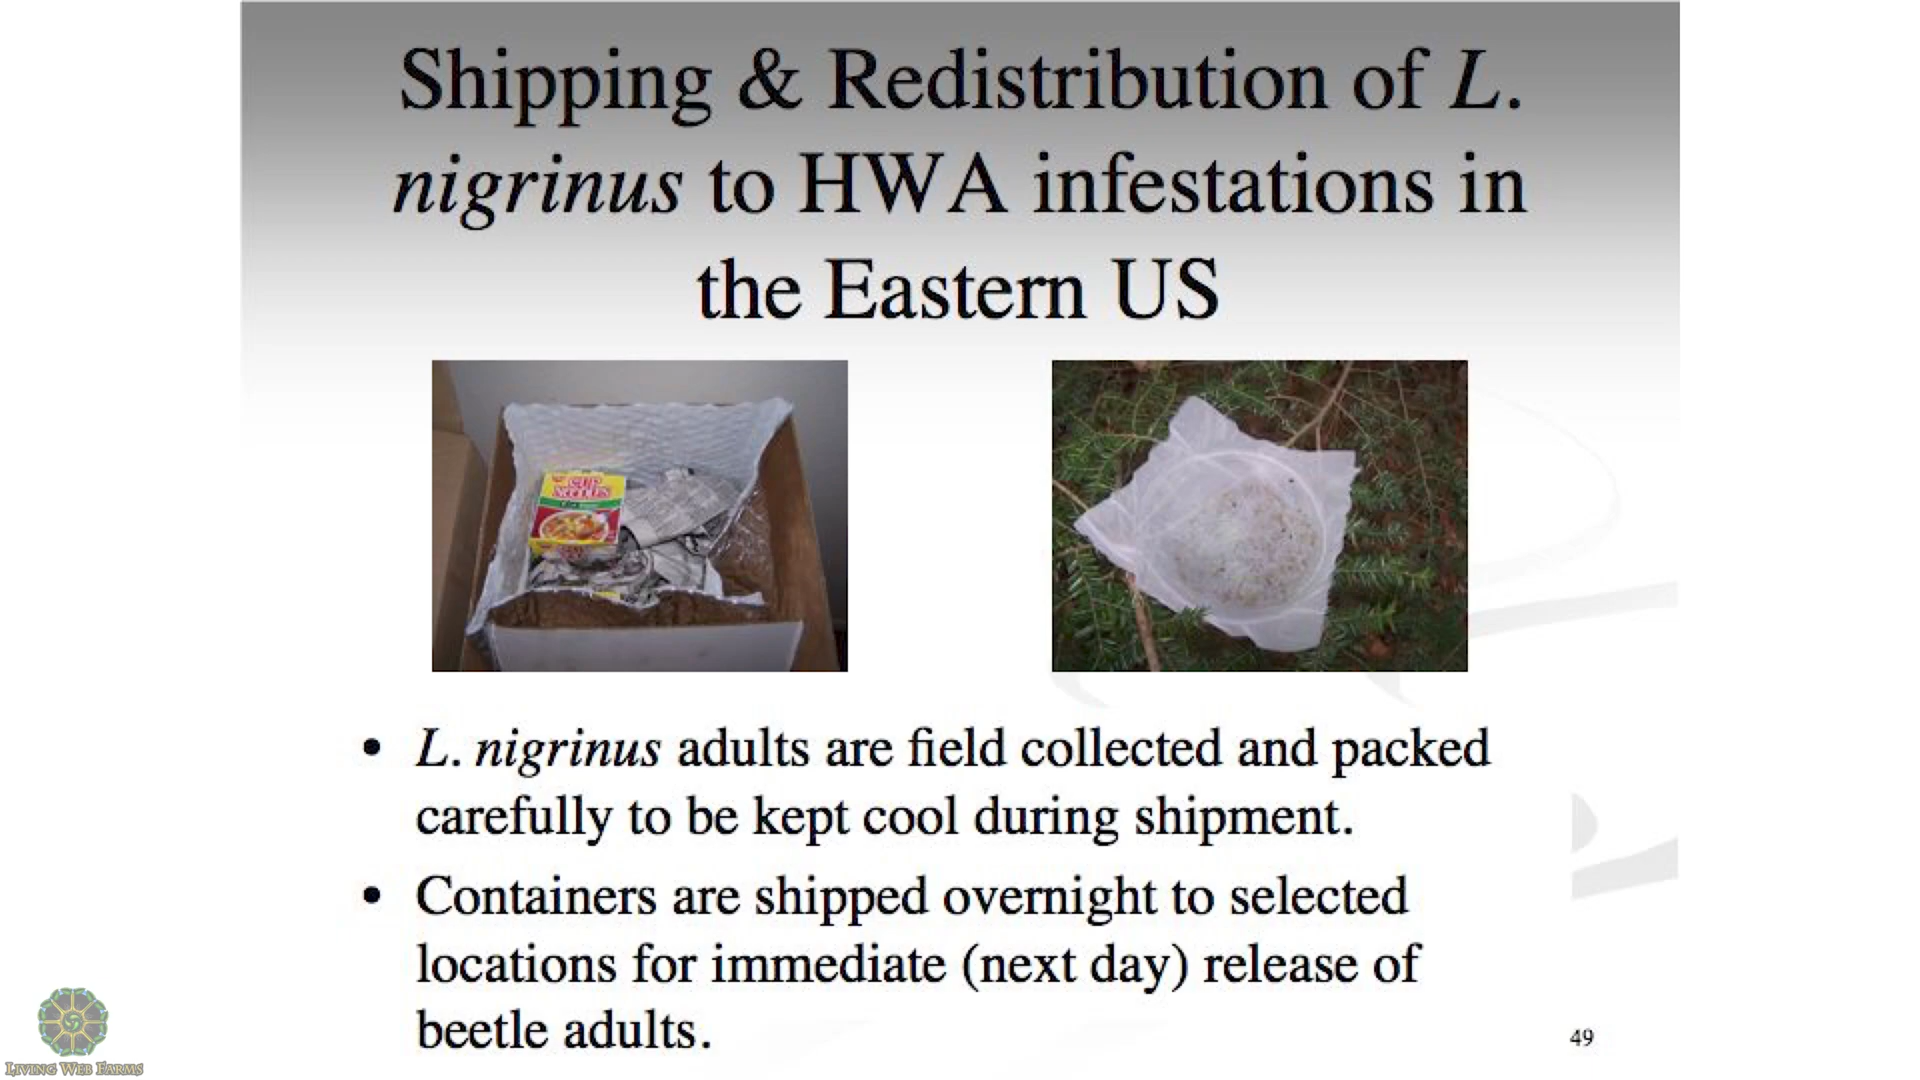 Shipping & Redistribution of L.
nigrinus to HWA infestations in
the Eastern US
CUP
NOODLES
• L. nigrinus adults are field collected and packed
carefully to be kept cool during shipment.
• Containers are shipped overnight to selected
locations for immediate (next day) release of
beetle adults.
49
LIVING WEB FARMS